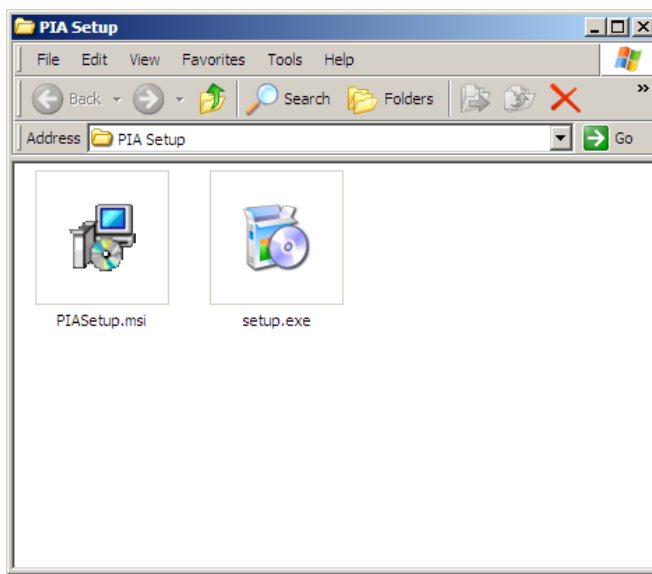 PIA Setup
File Edit View Favorites Tools Help
Back Search Folders »
Address PIA Setup Go
PIASetup.msi setup.exe